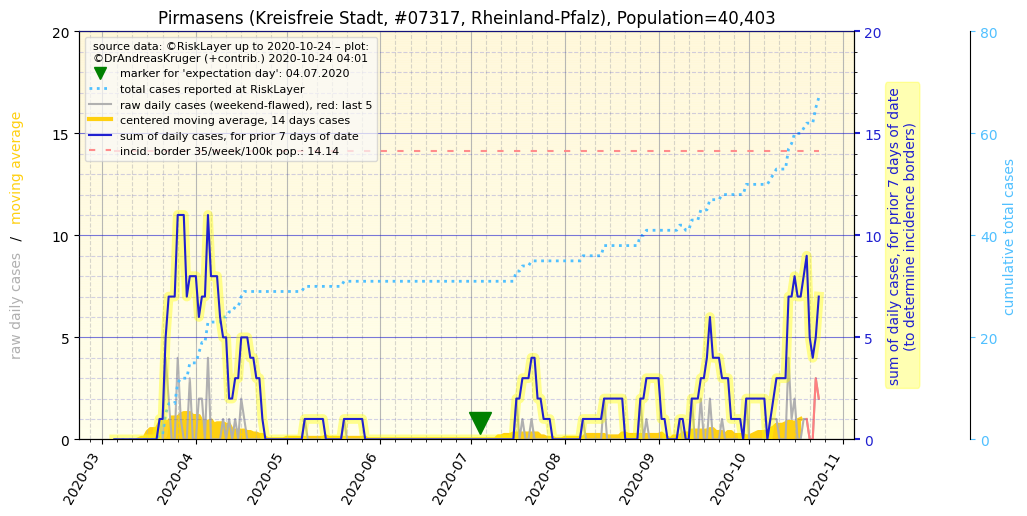 Pirmasens (Kreisfreie Stadt, #07317, Rheinland-Pfalz), Population=40,403
source data: ©RiskLayer up to 2020-10-24 – plot:
©DrAndreasKruger (+contrib.) 2020-10-24 04:01
marker for 'expectation day': 04.07.2020
total cases reported at RiskLayer
raw daily cases (weekend-flawed), red: last 5
centered moving average, 14 days cases
sum of daily cases, for prior 7 days of date
incid. border 35/week/100k pop.: 14.14
raw daily cases / moving average
20
15
10
5
0
2020-03
2020-04
2020-05
2020-06
2020-07
2020-08
2020-09
2020-10
2020-11
20
15
10
5
0
sum of daily cases, for prior 7 days of date
(to determine incidence borders)
80
60
40
20
0
cumulative total cases